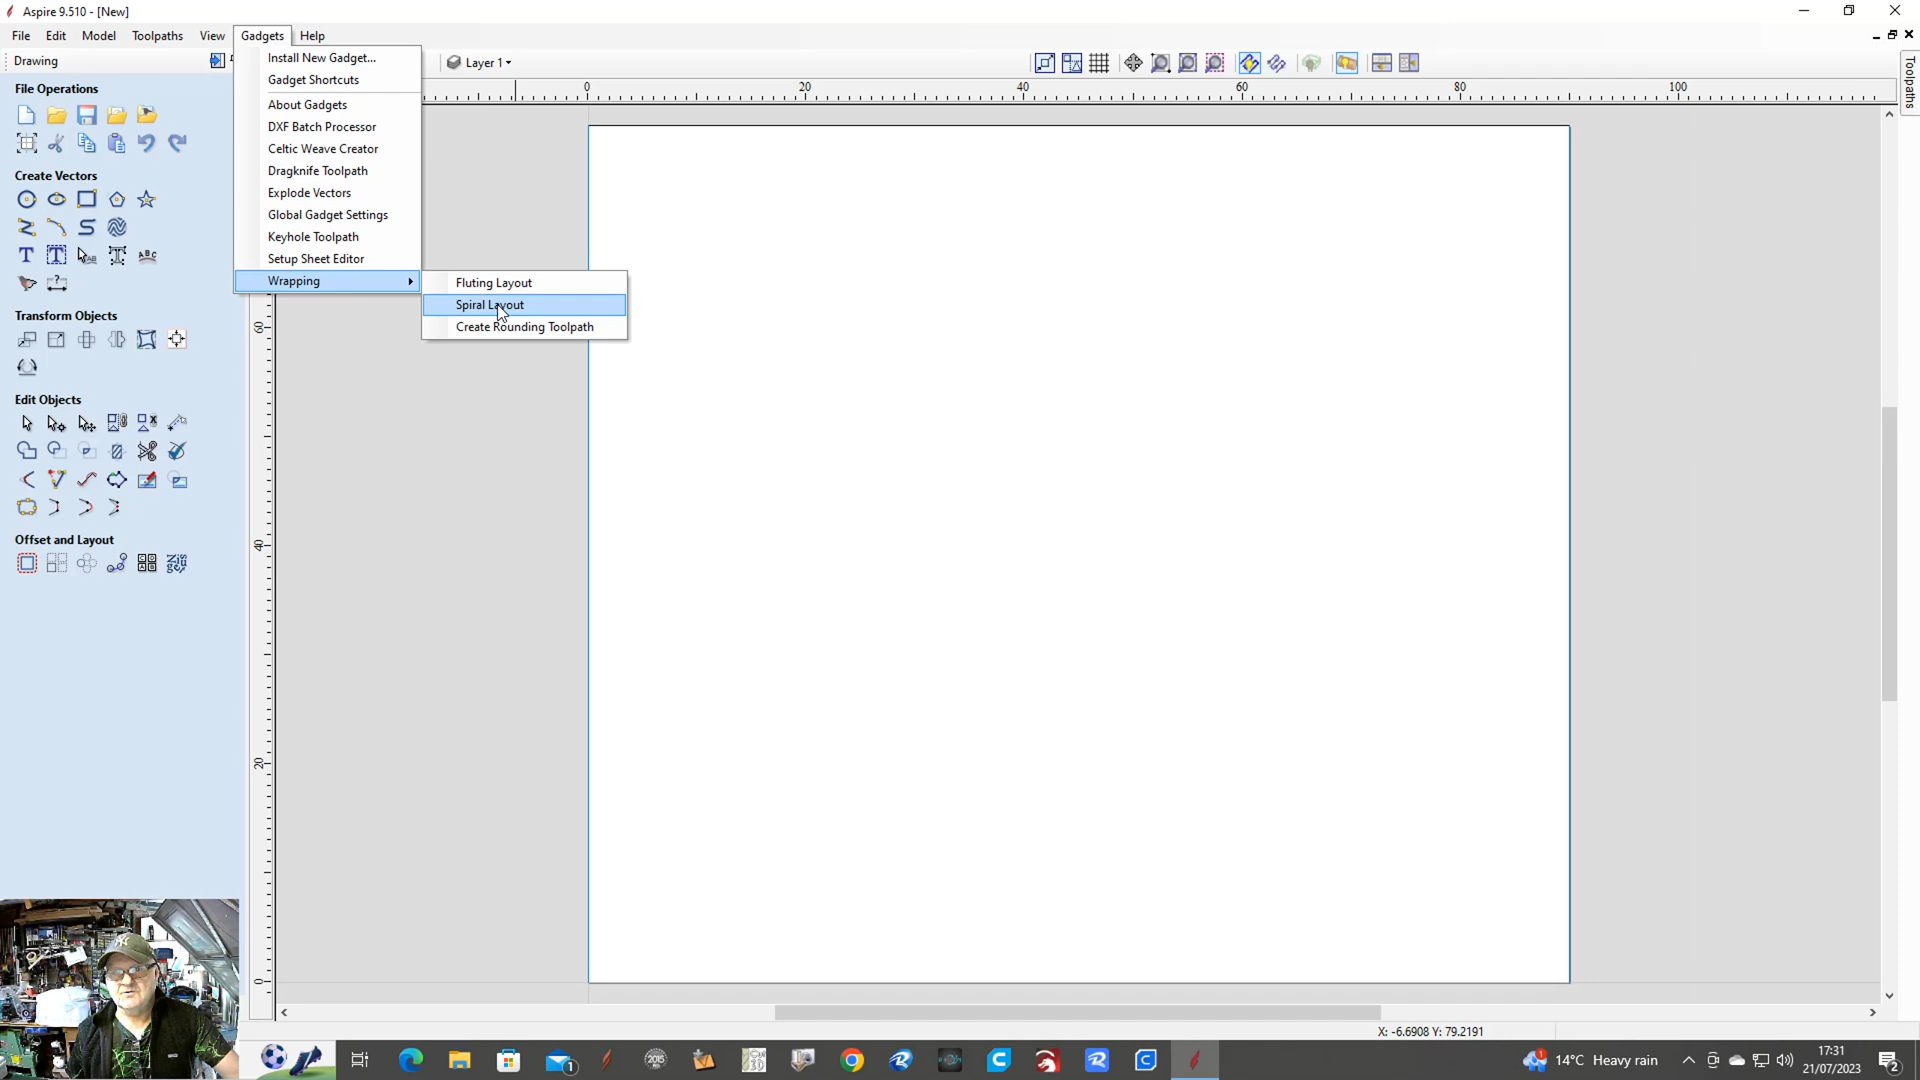 Aspire 9.510 - [New]
File Edit Model Toolpaths View Gadgets Help
Drawing
Layer 1
File Operations
Create Vectors
Transform Objects
Edit Objects
Offset and Layout
Install New Gadget...
Gadget Shortcuts
About Gadgets
DXF Batch Processor
Celtic Weave Creator
Dragknife Toolpath
Explode Vectors
Global Gadget Settings
Keyhole Toolpath
Setup Sheet Editor
Wrapping
Fluting Layout
Spiral Layout
Create Rounding Toolpath
0 20 40 60 80 100
60
40
20
0
Toolpaths
X: -6.6908 Y: 79.2191
14°C Heavy rain
17:31
21/07/2023